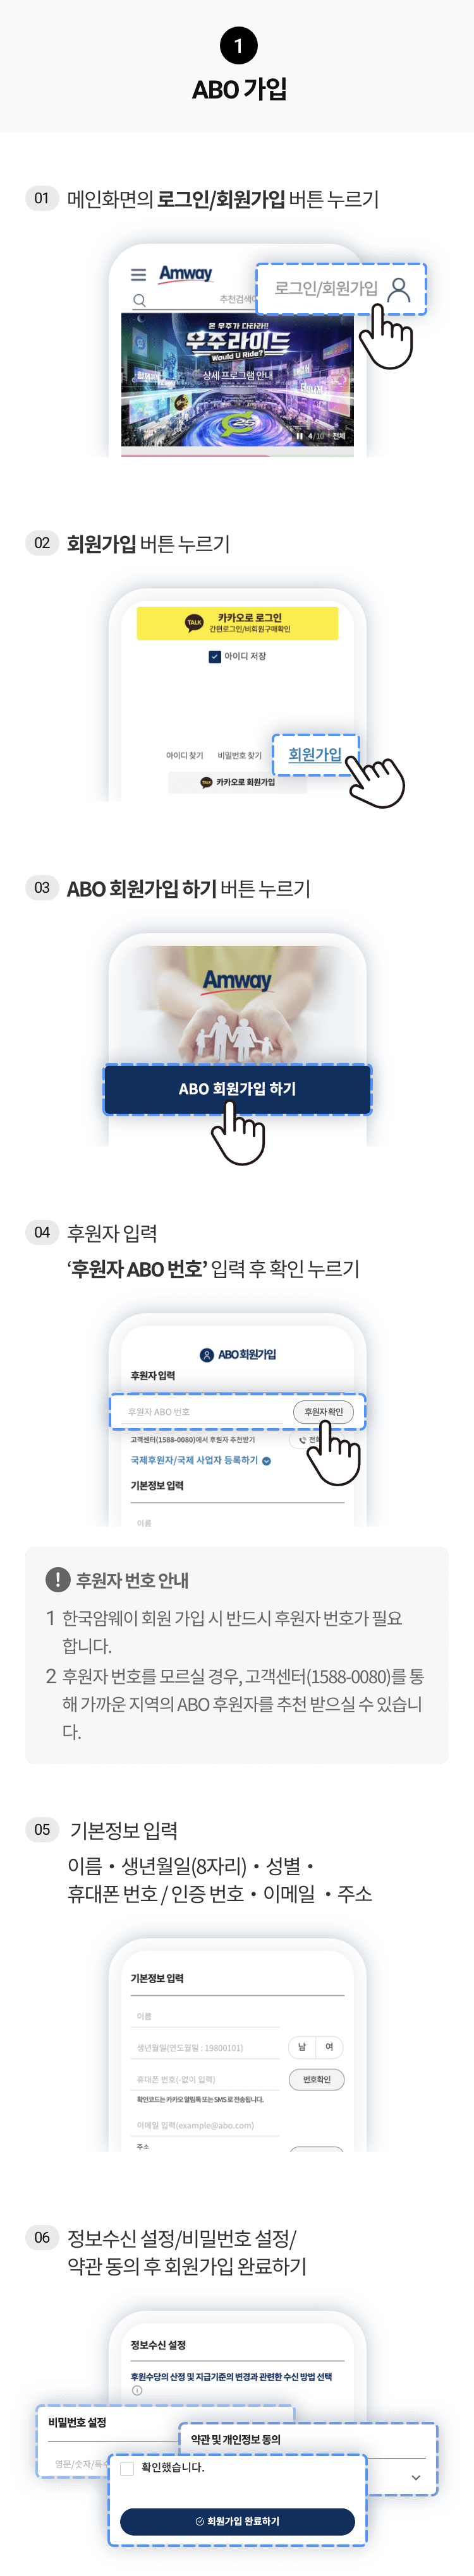 1
ABO 가입
01 메인화면의 로그인/회원가입 버튼 누르기
Amway
로그인/회원가입
추천검색
온 우주가 다타라!!
우주라이드
Would U Ride?
상세 프로그램 안내
4/10 전체
02 회원가입 버튼 누르기
TALK 카카오로 로그인
간편로그인/비회원구매확인
아이디 저장
아이디 찾기 비밀번호 찾기 회원가입
TALK 카카오로 회원가입
03 ABO 회원가입 하기 버튼 누르기
Amway
ABO 회원가입 하기
04 후원자 입력
‘후원자 ABO 번호’ 입력 후 확인 누르기
ABO 회원가입
후원자 입력
후원자 ABO 번호 후원자 확인
고객센터(1588-0080)에서 후원자 추천받기
국제후원자/국제 사업자 등록하기
기본정보 입력
이름
! 후원자 번호 안내
1 한국암웨이 회원 가입 시 반드시 후원자 번호가 필요
합니다.
2 후원자 번호를 모르실 경우, 고객센터(1588-0080)를 통
해 가까운 지역의 ABO 후원자를 추천 받으실 수 있습니
다.
05 기본정보 입력
이름 • 생년월일(8자리) • 성별 •
휴대폰 번호 / 인증 번호 • 이메일 • 주소
기본정보 입력
이름
생년월일(연도월일 : 19800101) 남 여
휴대폰 번호(-없이 입력) 번호확인
확인코드는 카카오 알림톡 또는 SMS 로 전송됩니다.
이메일 입력(example@abo.com)
주소
06 정보수신 설정/비밀번호 설정/
약관 동의 후 회원가입 완료하기
정보수신 설정
후원수당의 산정 및 지급기준의 변경과 관련한 수신 방법 선택
비밀번호 설정
영문/숫자/특수
약관 및 개인정보 동의
확인했습니다.
회원가입 완료하기